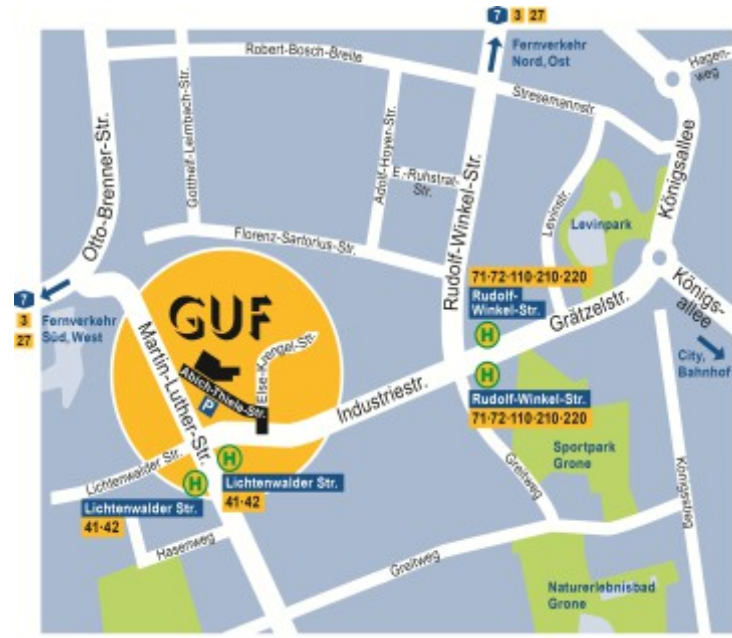 7 3 27
Fernverkehr
Nord, Ost
Robert-Bosch-Breite
Hagen-
weg
Stresemannstr.
Gotthelf-Leimbach-Str.
Adolf-Hoyer-Str.
E.-Ruhstrat-
Str.
Königsallee
Otto-Brenner-Str.
Levinstr.
Levinpark
Florenz-Sartorius-Str.
Rudolf-Winkel-Str.
71·72·110·210·220
Rudolf-
Winkel-Str.
H
Grätzelstr.
Königs-
allee
City,
Bahnhof
7
3
27
Fernverkehr
Süd, West
GUF
Martin-Luther-Str.
Else-Krengel-Str.
Abich-Thiele-Str.
P
Industriestr.
H
Rudolf-Winkel-Str.
71·72·110·210·220
Lichtenwalder Str.
H
Lichtenwalder Str.
41·42
H
Lichtenwalder Str.
41·42
Sportpark
Grone
Greitweg
Königsstieg
Hasenweg
Greitweg
Naturerlebnisbad
Grone